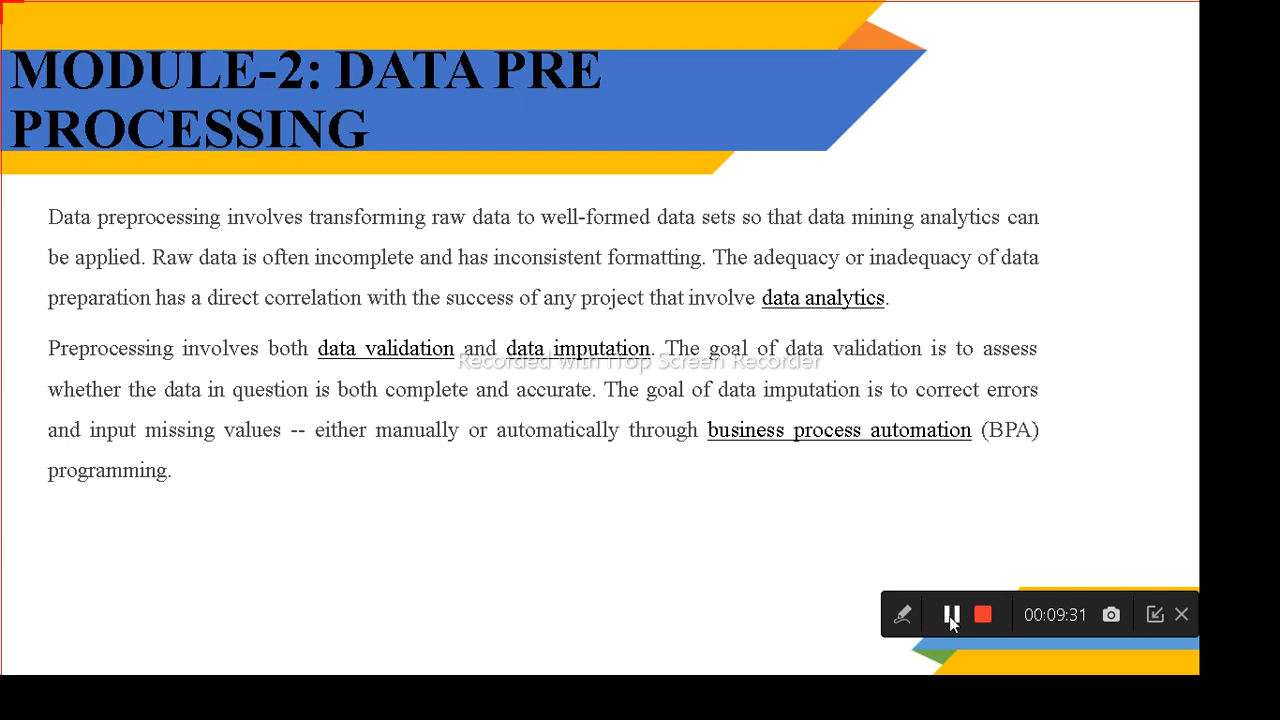 MODULE-2: DATA PRE
PROCESSING
Data preprocessing involves transforming raw data to well-formed data sets so that data mining analytics can
be applied. Raw data is often incomplete and has inconsistent formatting. The adequacy or inadequacy of data
preparation has a direct correlation with the success of any project that involve data analytics.
Preprocessing involves both data validation and data imputation. The goal of data validation is to assess
Recorded with iTop Screen Recorder
whether the data in question is both complete and accurate. The goal of data imputation is to correct errors
and input missing values -- either manually or automatically through business process automation (BPA)
programming.
00:09:31